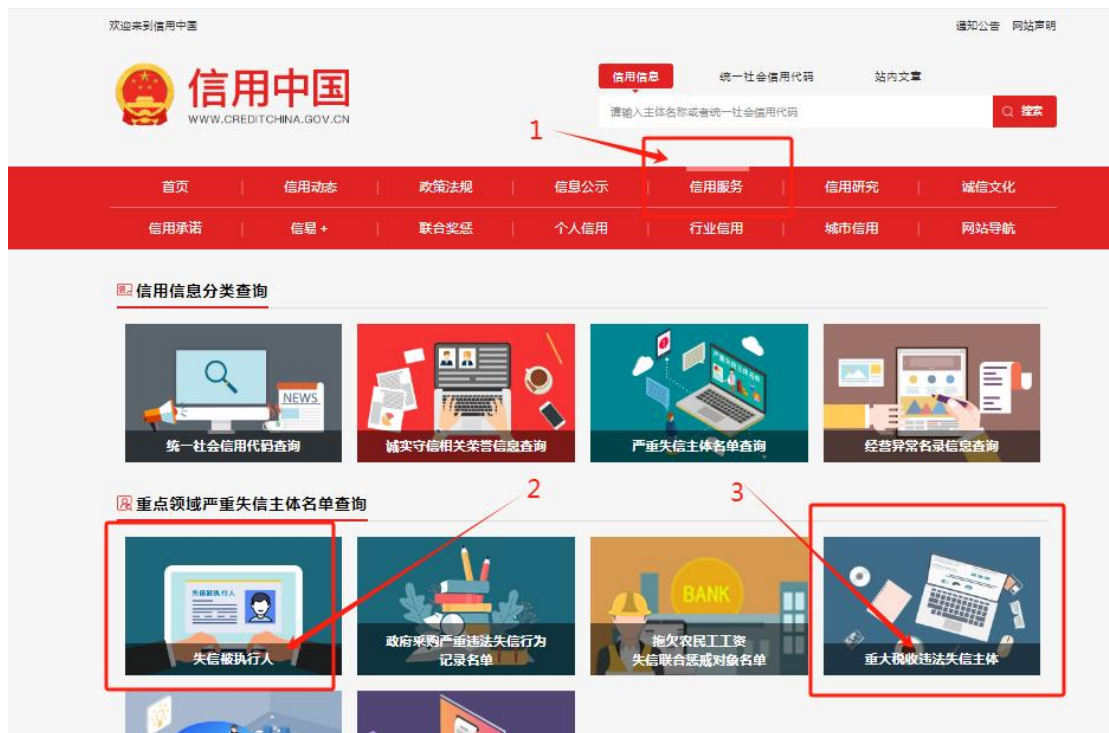 欢迎来到信用中国
通知公告 网站声明
信用中国
WWW.CREDITCHINA.GOV.CN
信用信息 统一社会信用代码 站内文章
请输入主体名称或者统一社会信用代码 搜索
1
首页 | 信用动态 | 政策法规 | 信息公示 | 信用服务 | 信用研究 | 诚信文化
信用承诺 | 信易+ | 联合奖惩 | 个人信用 | 行业信用 | 城市信用 | 网站导航
信用信息分类查询
NEWS
严重失信主体名单
统一社会信用代码查询
诚实守信相关荣誉信息查询
严重失信主体名单查询
经营异常名录信息查询
2
3
重点领域严重失信主体名单查询
失信被执行人
BANK
失信被执行人
政府采购严重违法失信行为
记录名单
拖欠农民工工资
失信联合惩戒对象名单
重大税收违法失信主体